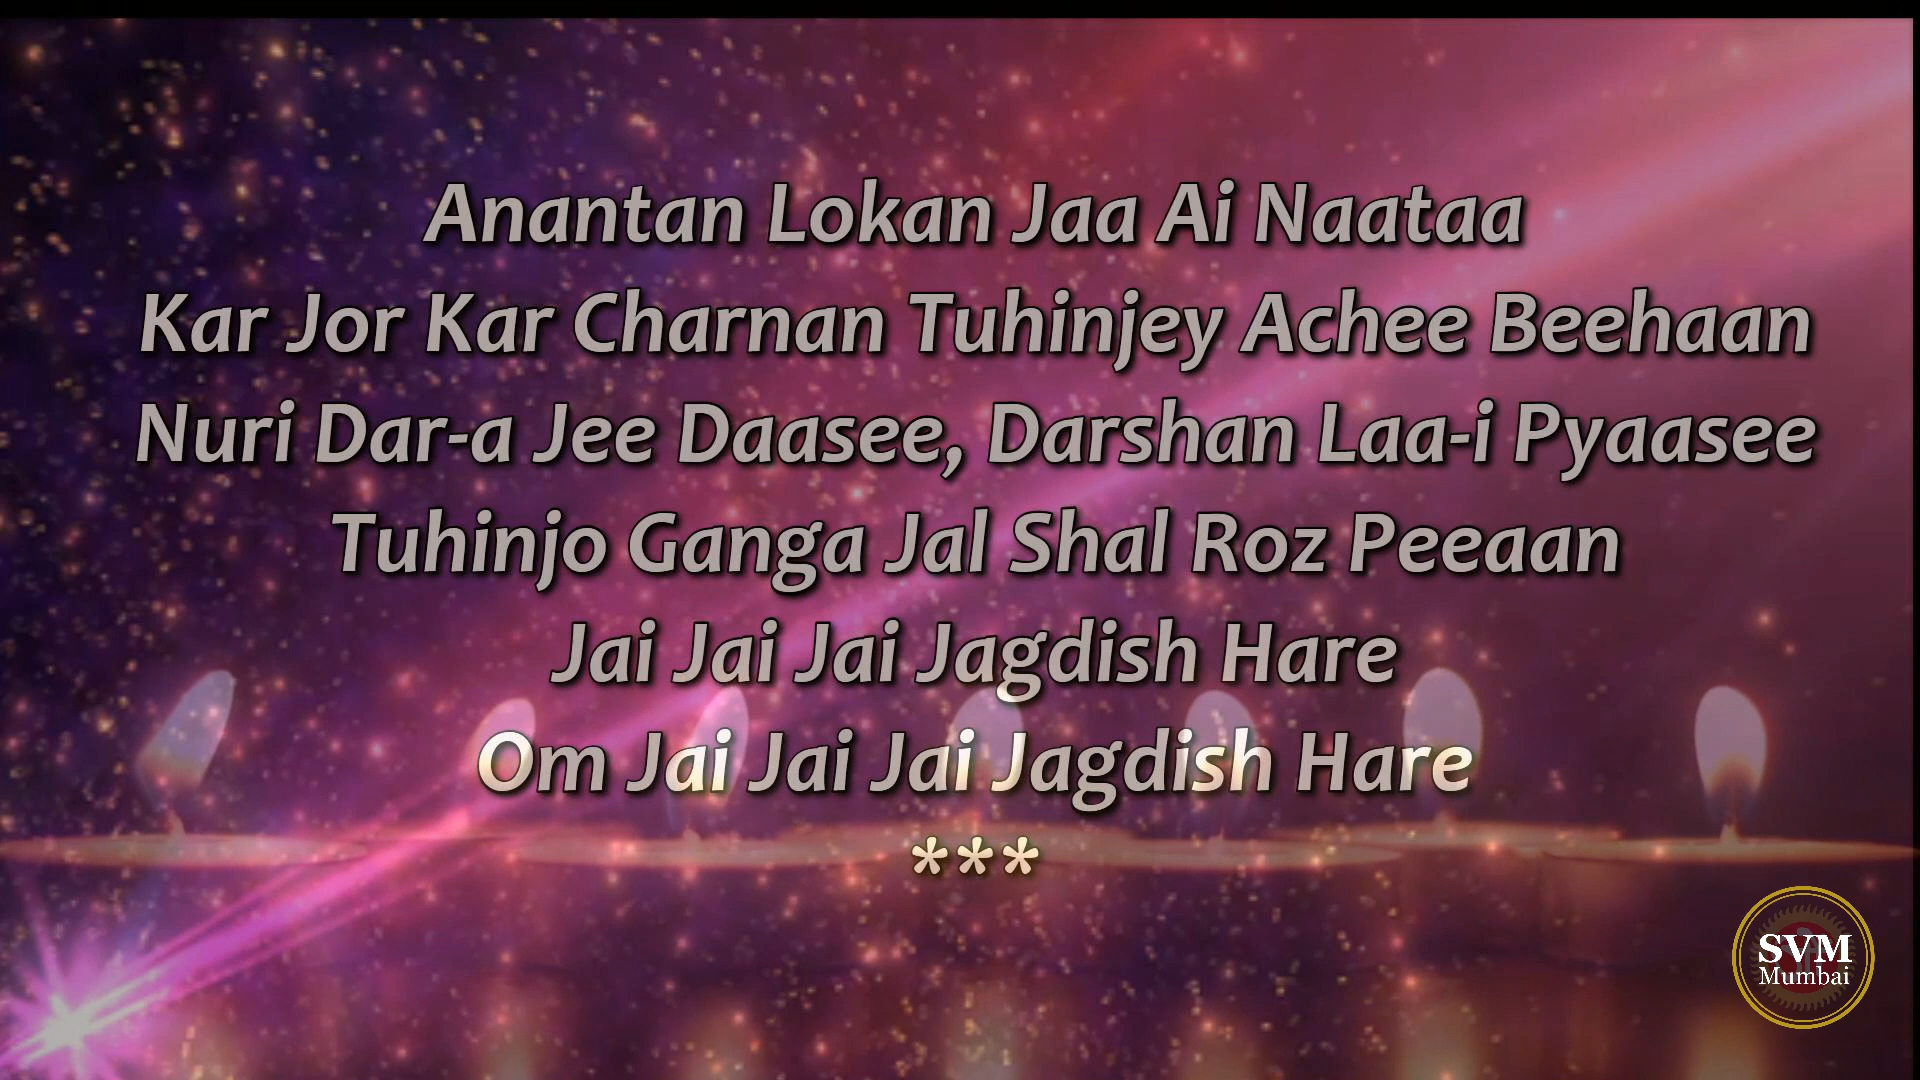 Anantan Lokan Jaa Ai Naataa
Kar Jor Kar Charnan Tuhinjey Achee Beehaan
Nuri Dar-a Jee Daasee, Darshan Laa-i Pyaasee
Tuhinjo Ganga Jal Shal Roz Peeaan
Jai Jai Jai Jagdish Hare
Om Jai Jai Jai Jagdish Hare
***
SVM
Mumbai